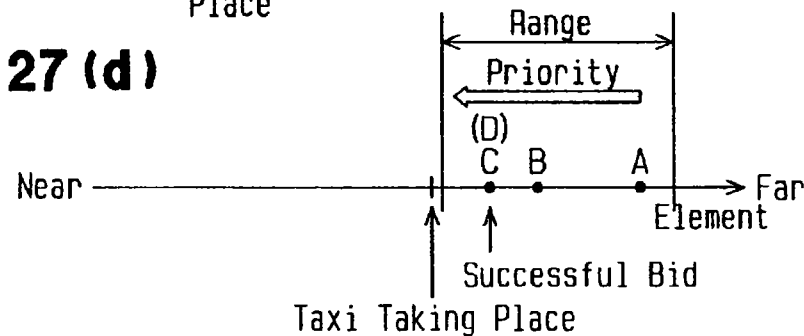 Place
Range
27 (d)
Priority
(D)
C B A
Near Far
Element
Successful Bid
Taxi Taking Place